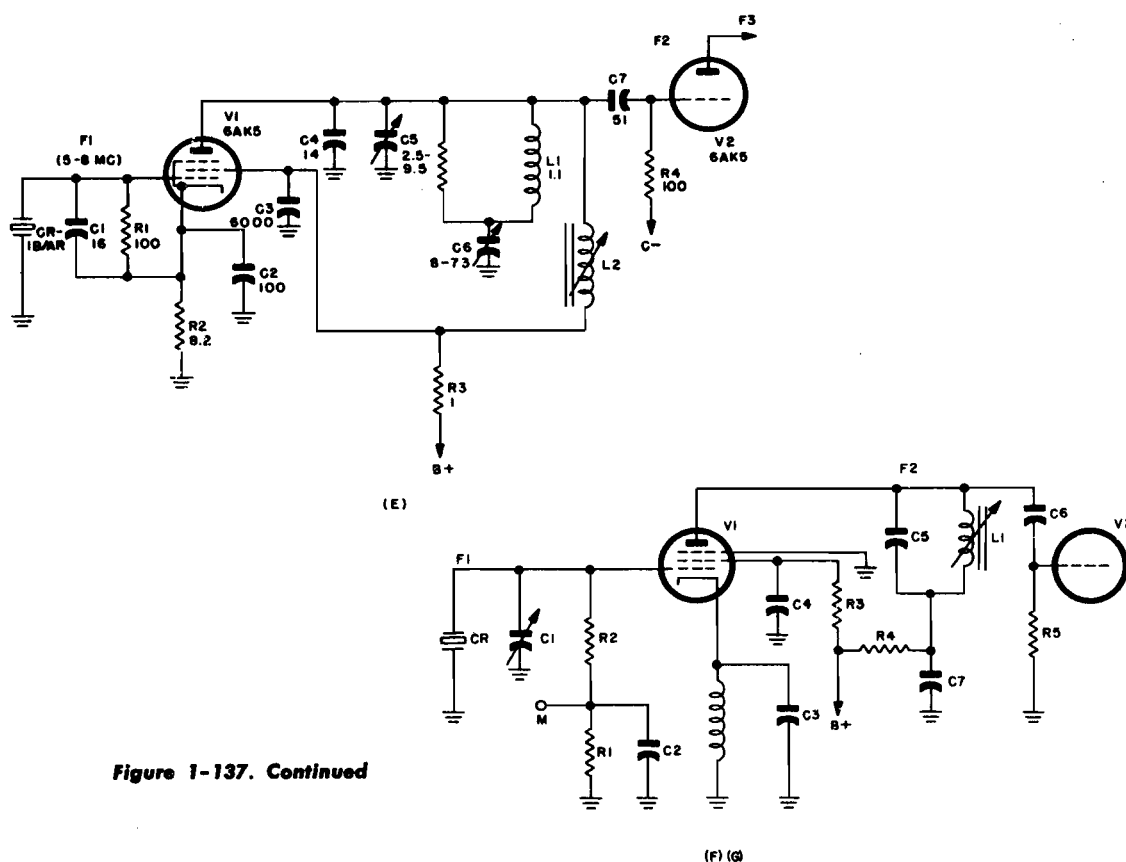 F3
F2
C7
51
V1
6AK5
F1
(5-8 MC)
C4
14
C5
2.5-
9.5
L1
1.1
V2
6AK5
R4
100
C-
CR-
18/AR
C1
16
R1
100
C3
6000
C2
100
C6
8-73
L2
R2
8.2
R3
1
B+
(E)
F2
V1
C6
C5
L1
F1
CR
C1
R2
C4
R3
R4
R5
C7
M
R1
C2
C3
B+
Figure 1-137. Continued
(F) (G)